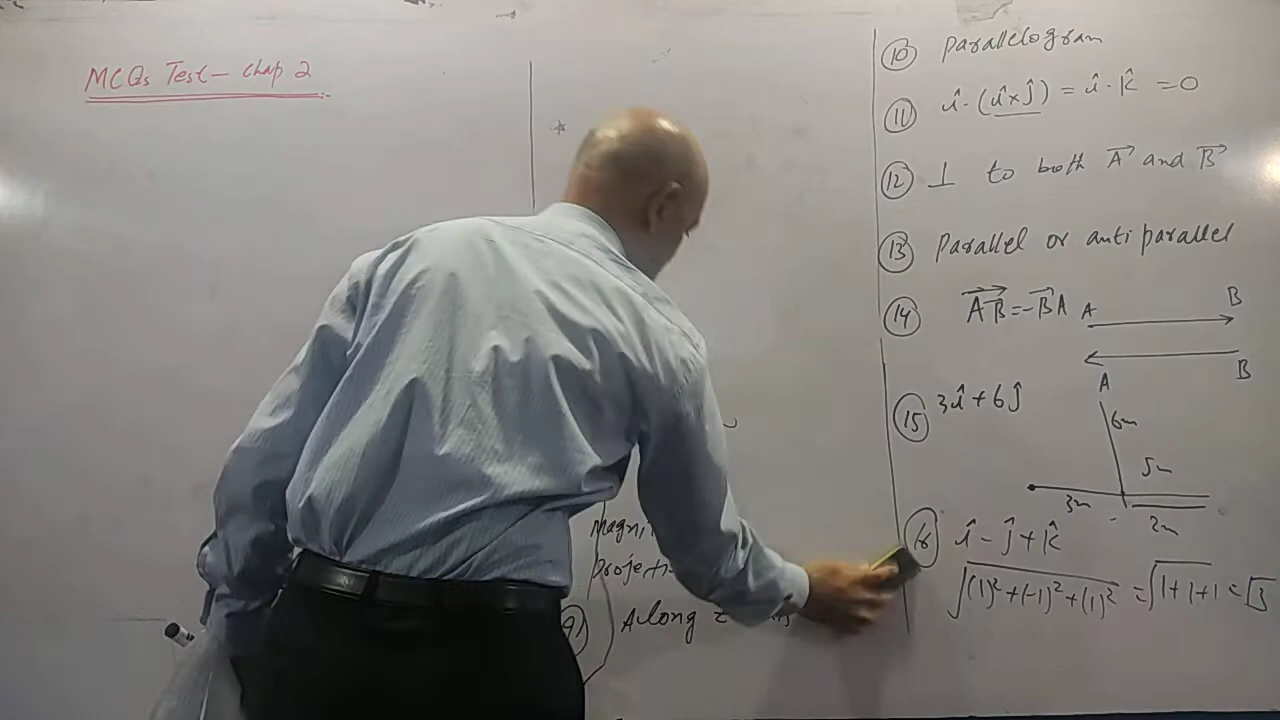 MCQs Test - Chap 2
Along z
(9)
(10) Parallelogram
(11) î · (î × ĵ) = î · k̂ = 0
(12) ⊥ to both A⃗ and B⃗
(13) Parallel or anti parallel
(14) A⃗B⃗ = -B⃗A
A B
A B
(15) 3î + 6ĵ
6m
5m
3m
2m
(16) î - ĵ + k̂
√(1)² + (-1)² + (1)² = √1+1+1 = √3